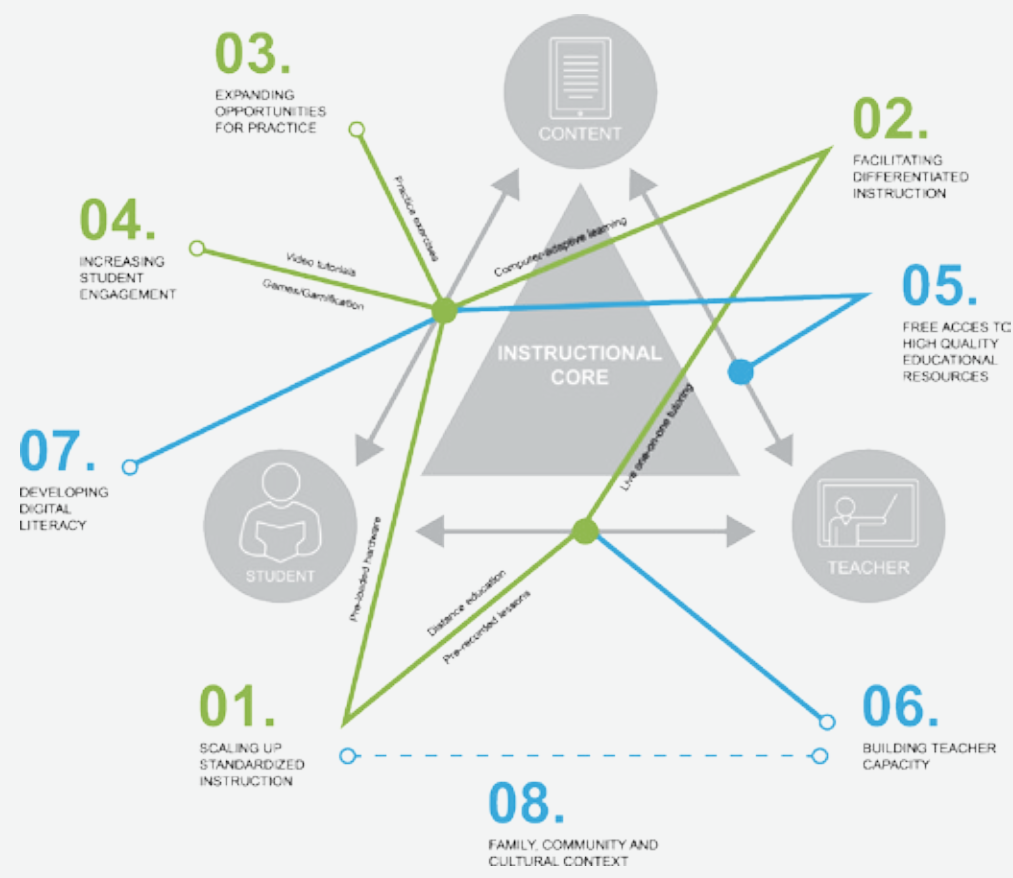 03.
EXPANDING
OPPORTUNITIES
FOR PRACTICE
CONTENT
02.
FACILITATING
DIFFERENTIATED
INSTRUCTION
Practice exercises
Computer-adaptive learning
04.
INCREASING
STUDENT
ENGAGEMENT
Video tutorials
Games/Gamification
05.
FREE ACCES TO
HIGH QUALITY
EDUCATIONAL
RESOURCES
INSTRUCTIONAL
CORE
Live one-on-one tutoring
07.
DEVELOPING
DIGITAL
LITERACY
STUDENT
TEACHER
Pre-loaded hardware
Distance education
Pre-recorded lessons
01.
SCALING UP
STANDARDIZED
INSTRUCTION
06.
BUILDING TEACHER
CAPACITY
08.
FAMILY, COMMUNITY AND
CULTURAL CONTEXT